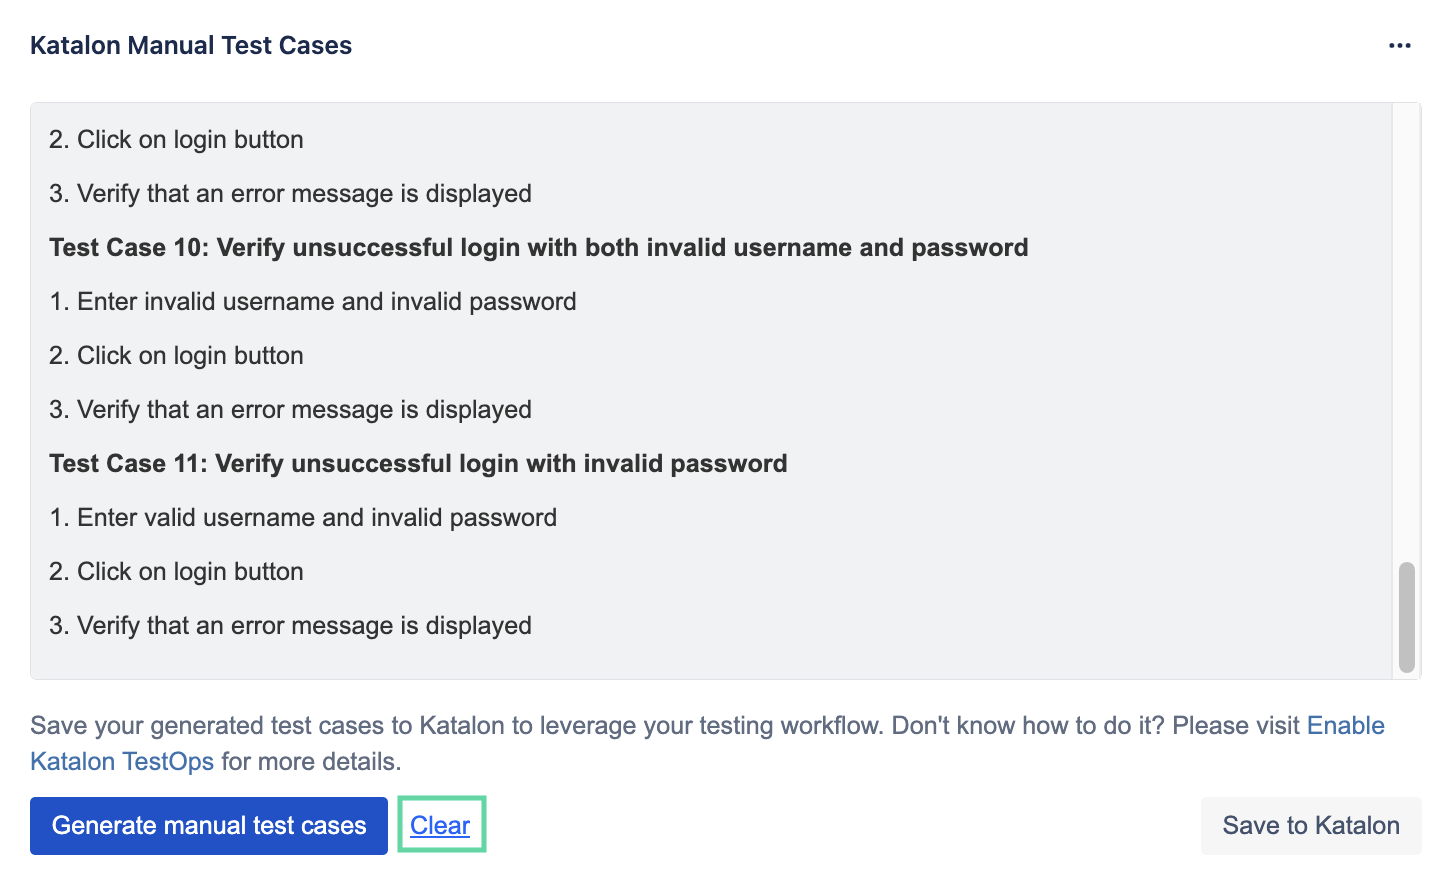 Katalon Manual Test Cases
2. Click on login button
3. Verify that an error message is displayed
Test Case 10: Verify unsuccessful login with both invalid username and password
1. Enter invalid username and invalid password
2. Click on login button
3. Verify that an error message is displayed
Test Case 11: Verify unsuccessful login with invalid password
1. Enter valid username and invalid password
2. Click on login button
3. Verify that an error message is displayed
Save your generated test cases to Katalon to leverage your testing workflow. Don't know how to do it? Please visit Enable
Katalon TestOps for more details.
Generate manual test cases Clear Save to Katalon